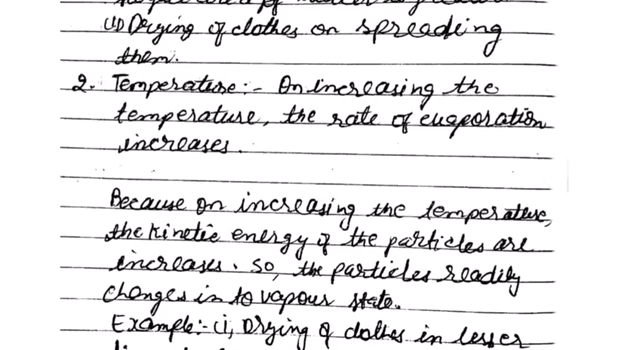 (ii) Drying of clothes on spreading
them.
2. Temperature:- On increasing the
temperature, the rate of evaporation
increases.
Because on increasing the temperature,
the kinetic energy of the particles are
increases. So, the particles readily
changes in to vapour state.
Example:- (i) Drying of clothes in lesser